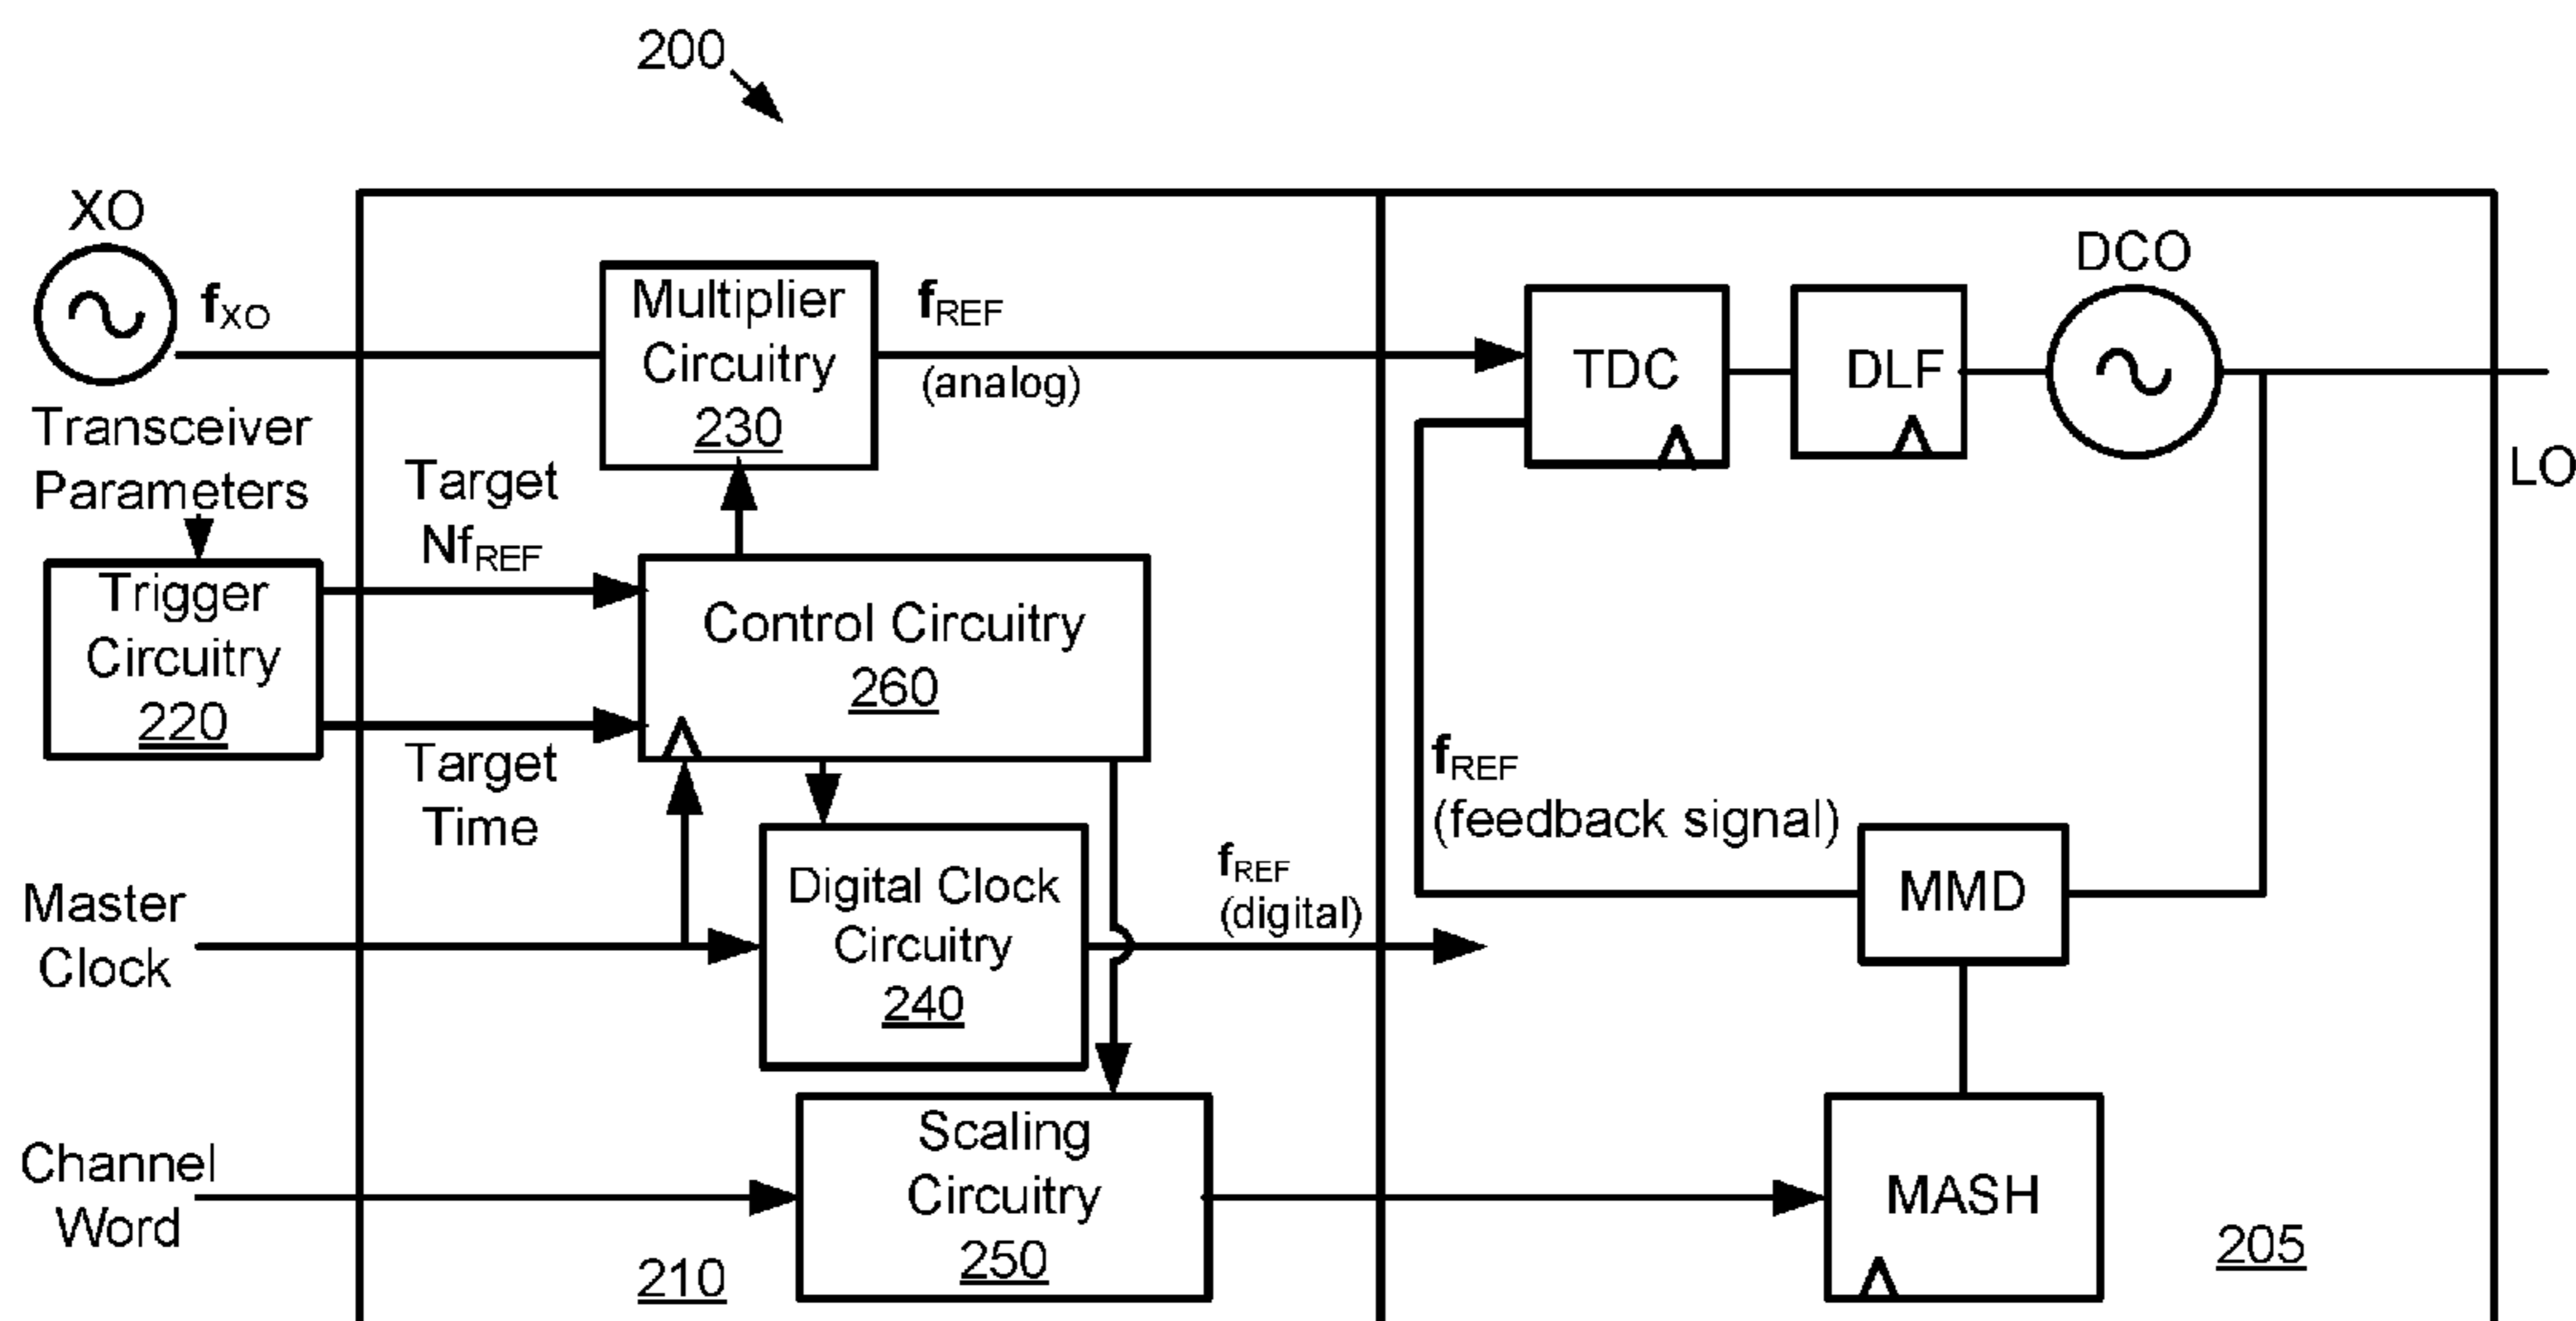 200
XO
fXO
Transceiver
Parameters
Trigger
Circuitry
220
Target
NfREF
Target
Time
Master
Clock
Channel
Word
Multiplier
Circuitry
230
fREF
(analog)
Control Circuitry
260
Digital Clock
Circuitry
240
fREF
(digital)
Scaling
Circuitry
250
210
TDC
DLF
DCO
LO
fREF
(feedback signal)
MMD
MASH
205